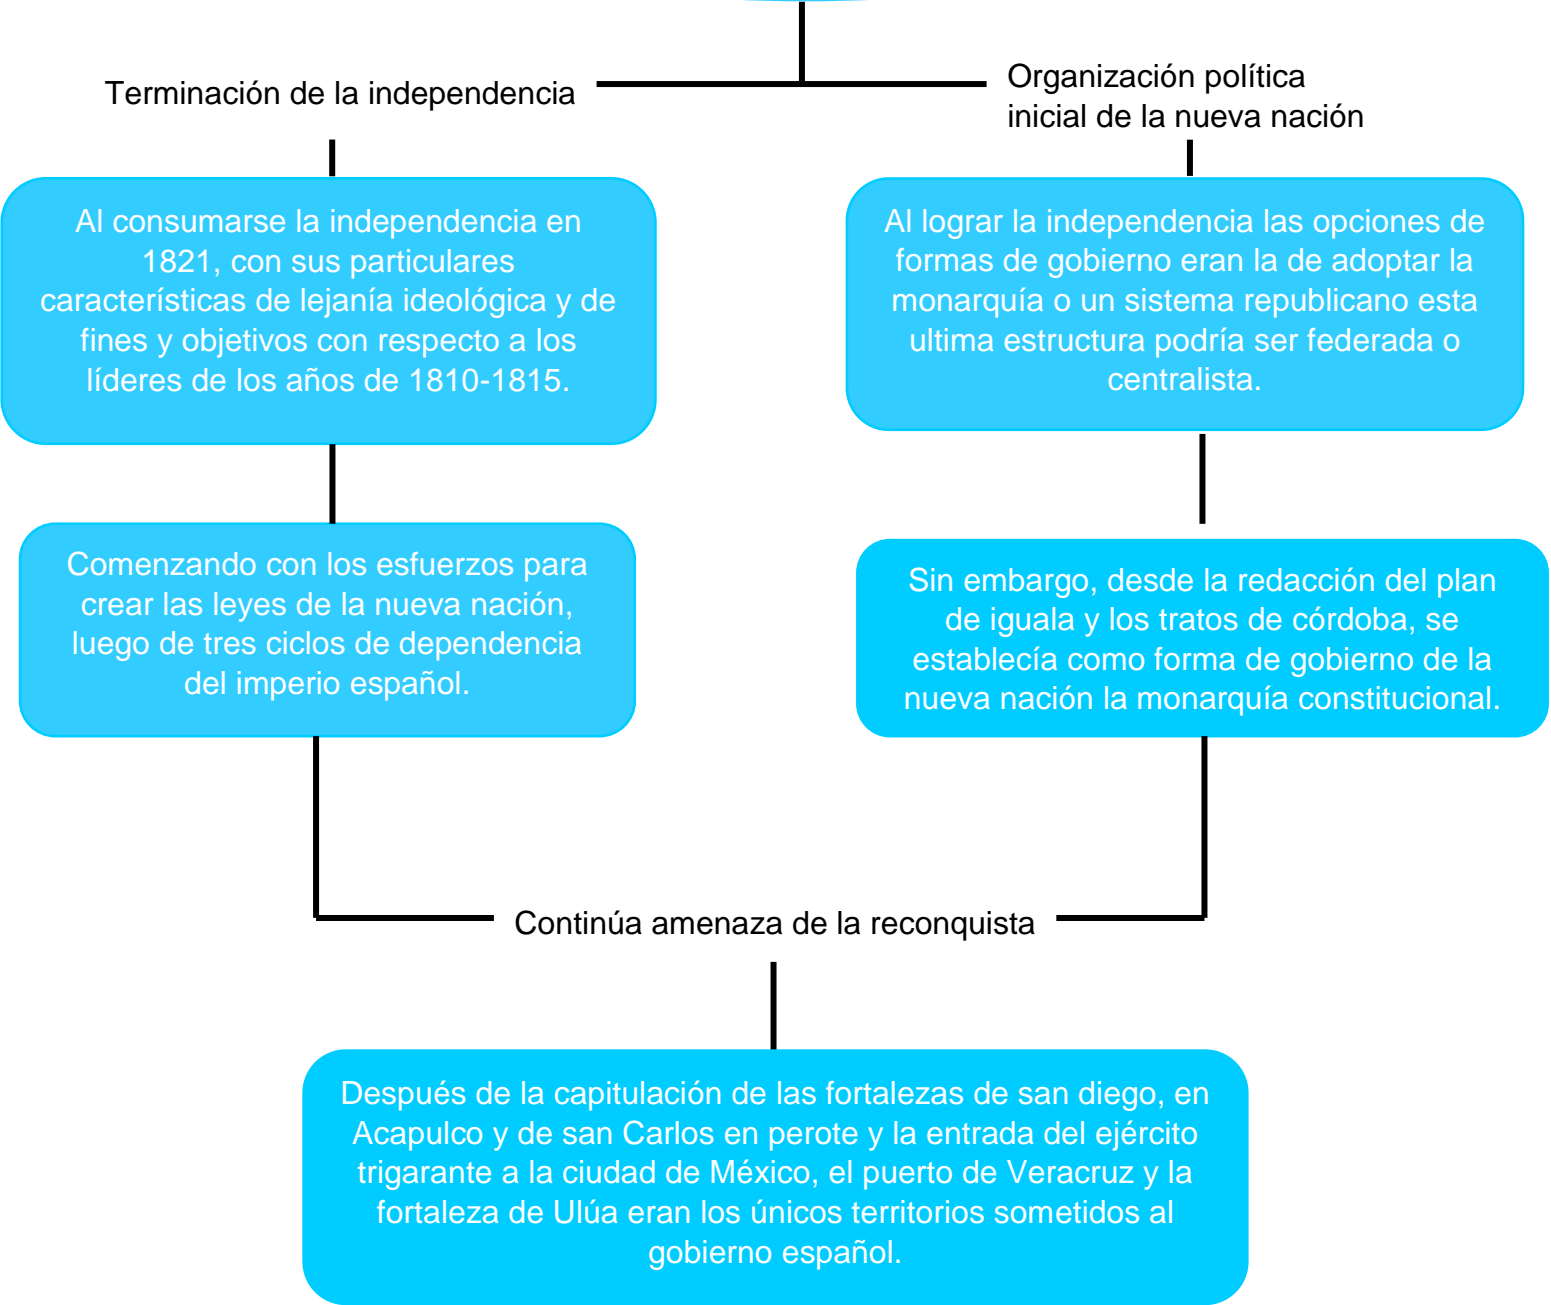 Terminación de la independencia
Organización política
inicial de la nueva nación
Al consumarse la independencia en
1821, con sus particulares
características de lejanía ideológica y de
fines y objetivos con respecto a los
líderes de los años de 1810-1815.
Al lograr la independencia las opciones de
formas de gobierno eran la de adoptar la
monarquía o un sistema republicano esta
ultima estructura podría ser federada o
centralista.
Comenzando con los esfuerzos para
crear las leyes de la nueva nación,
luego de tres ciclos de dependencia
del imperio español.
Sin embargo, desde la redacción del plan
de iguala y los tratos de córdoba, se
establecía como forma de gobierno de la
nueva nación la monarquía constitucional.
Continúa amenaza de la reconquista
Después de la capitulación de las fortalezas de san diego, en
Acapulco y de san Carlos en perote y la entrada del ejército
trigarante a la ciudad de México, el puerto de Veracruz y la
fortaleza de Ulúa eran los únicos territorios sometidos al
gobierno español.